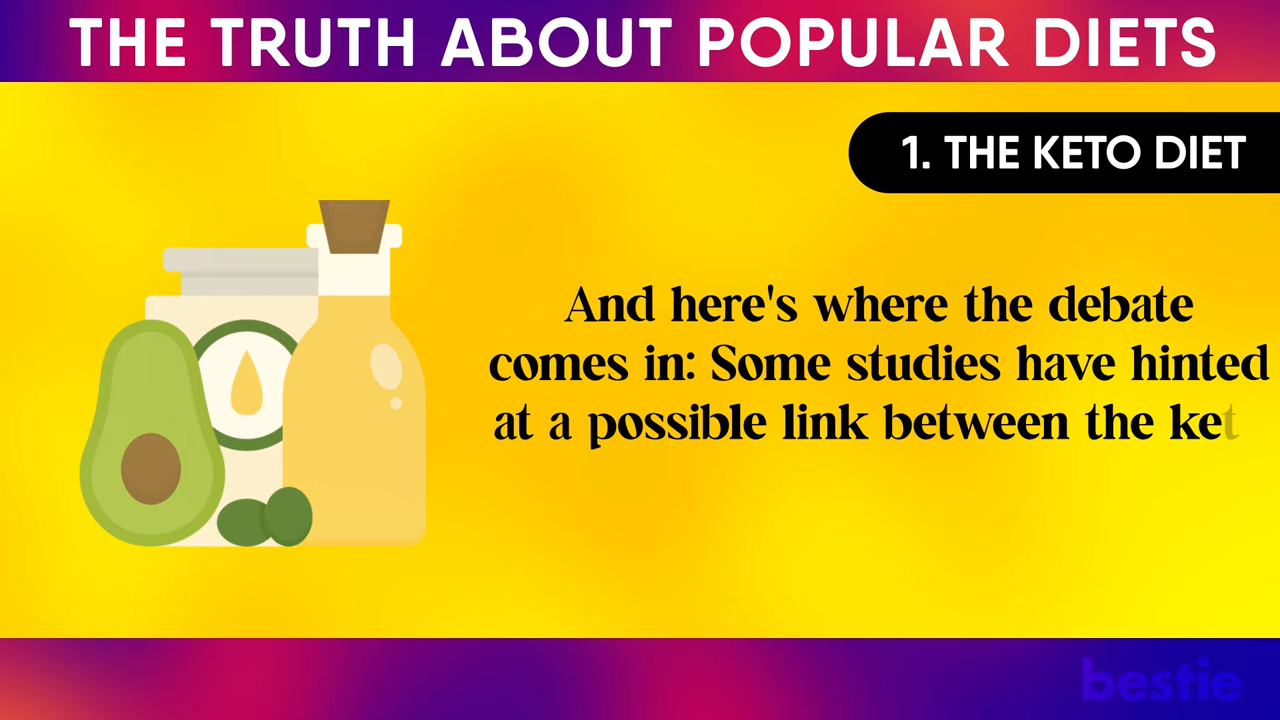 THE TRUTH ABOUT POPULAR DIETS
1. THE KETO DIET
And here's where the debate
comes in: Some studies have hinted
at a possible link between the ket
bestie